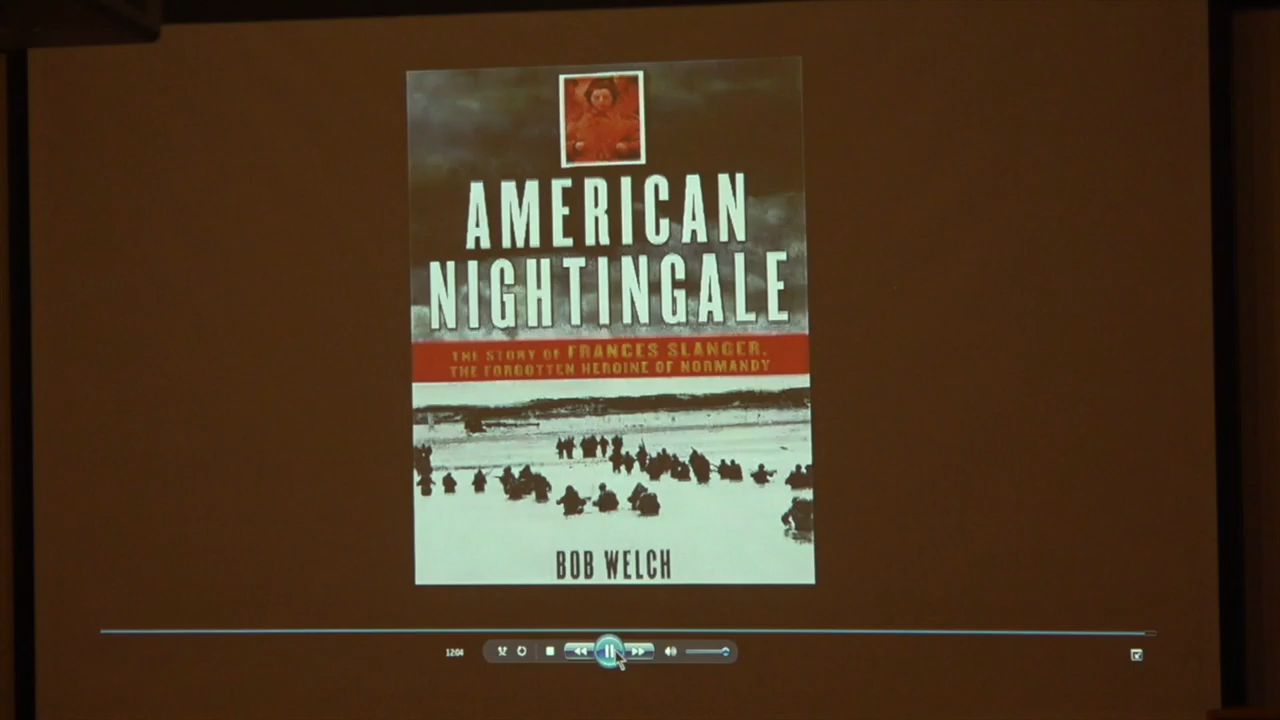 AMERICAN
NIGHTINGALE
THE STORY OF FRANCES SLANGER,
THE FORGOTTEN HEROINE OF NORMANDY
BOB WELCH
12:04